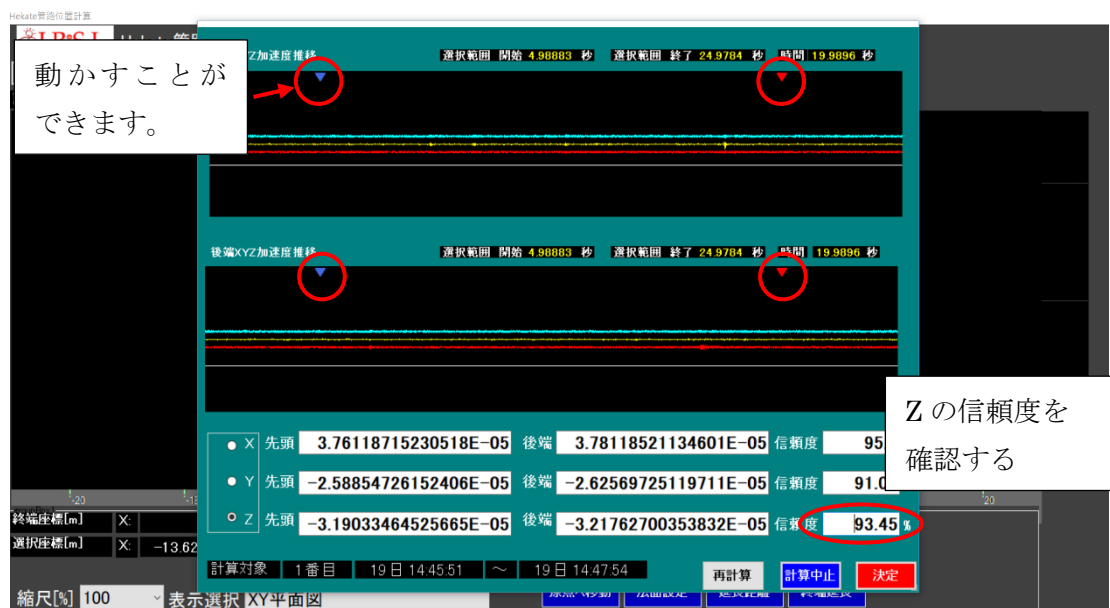 Hekate管路位置計算
動かすことが
できます。
Z加速度推移 選択範囲 開始 4.98883 秒 選択範囲 終了 24.9784 秒 時間 19.9896 秒
後端XYZ加速度推移 選択範囲 開始 4.98883 秒 選択範囲 終了 24.9784 秒 時間 19.9896 秒
Zの信頼度を
確認する
X 先頭 3.76118715230518E-05 後端 3.78118521134601E-05 信頼度 95.
Y 先頭 -2.58854726152406E-05 後端 -2.62569725119711E-05 信頼度 91.0
Z 先頭 -3.19033464525665E-05 後端 -3.21762700353832E-05 信頼度 93.45 %
-20 20
終端座標[m] X:
選択座標[m] X: -13.62
計算対象 1番目 19日 14:45:51 ～ 19日 14:47:54 再計算 計算中止 決定
縮尺[%] 100 表示選択 XY平面図